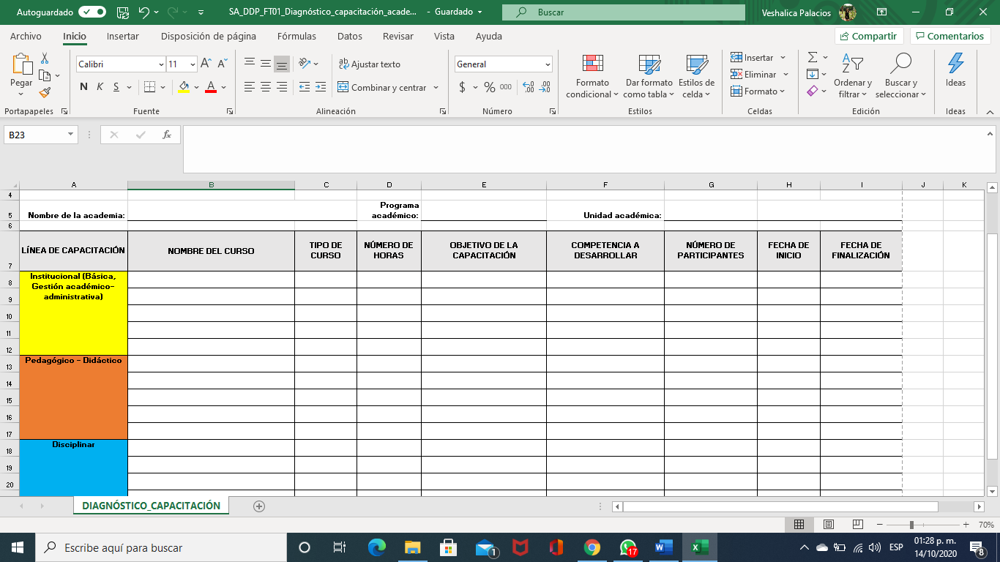 Autoguardado
SA_DDP_FT01_Diagnóstico_capacitación_acade... - Guardado
Buscar
Veshalica Palacios
Archivo Inicio Insertar Disposición de página Fórmulas Datos Revisar Vista Ayuda
Compartir Comentarios
Pegar
Portapapeles
Calibri 11
N K S
Fuente
Ajustar texto
Combinar y centrar
Alineación
General
$ % 000
Número
Formato
condicional
Dar formato
como tabla
Estilos de
celda
Estilos
Insertar
Eliminar
Formato
Celdas
Ordenar y
filtrar
Buscar y
seleccionar
Edición
Ideas
Ideas
B23
fx
A B C D E F G H I J K
4
5
Nombre de la academia:
Programa
académico:
Unidad académica:
6
7
LÍNEA DE CAPACITACIÓN
NOMBRE DEL CURSO
TIPO DE
CURSO
NÚMERO DE
HORAS
OBJETIVO DE LA
CAPACITACIÓN
COMPETENCIA A
DESARROLLAR
NÚMERO DE
PARTICIPANTES
FECHA DE
INICIO
FECHA DE
FINALIZACIÓN
8
Institucional (Básica,
Gestión académico-
administrativa)
9
10
11
12
13
Pedagógico - Didáctico
14
15
16
17
18
Disciplinar
19
20
DIAGNÓSTICO_CAPACITACIÓN
70%
Escribe aquí para buscar
1
17
ESP
01:28 p. m.
14/10/2020
8